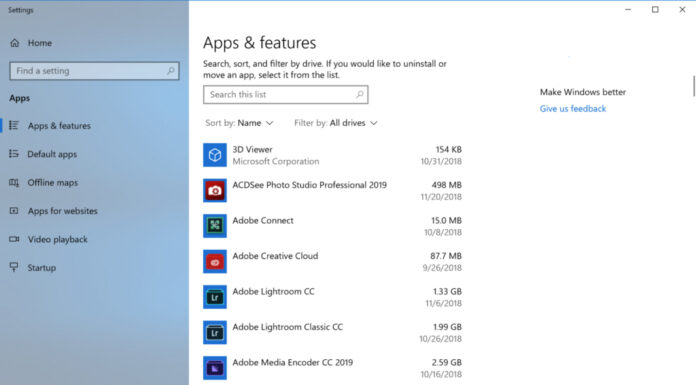 Settings
Home
Find a setting
Apps
Apps & features
Default apps
Offline maps
Apps for websites
Video playback
Startup
Apps & features
Search, sort, and filter by drive. If you would like to uninstall or
move an app, select it from the list.
Search this list
Sort by: Name
Filter by: All drives
3D Viewer 154 KB
Microsoft Corporation 10/31/2018
ACDSee Photo Studio Professional 2019 498 MB
11/20/2018
Adobe Connect 15.0 MB
10/8/2018
Adobe Creative Cloud 87.7 MB
9/26/2018
Lr
Adobe Lightroom CC 1.33 GB
11/6/2018
Lr
Adobe Lightroom Classic CC 1.99 GB
10/26/2018
Adobe Media Encoder CC 2019 2.59 GB
10/16/2018
Make Windows better
Give us feedback